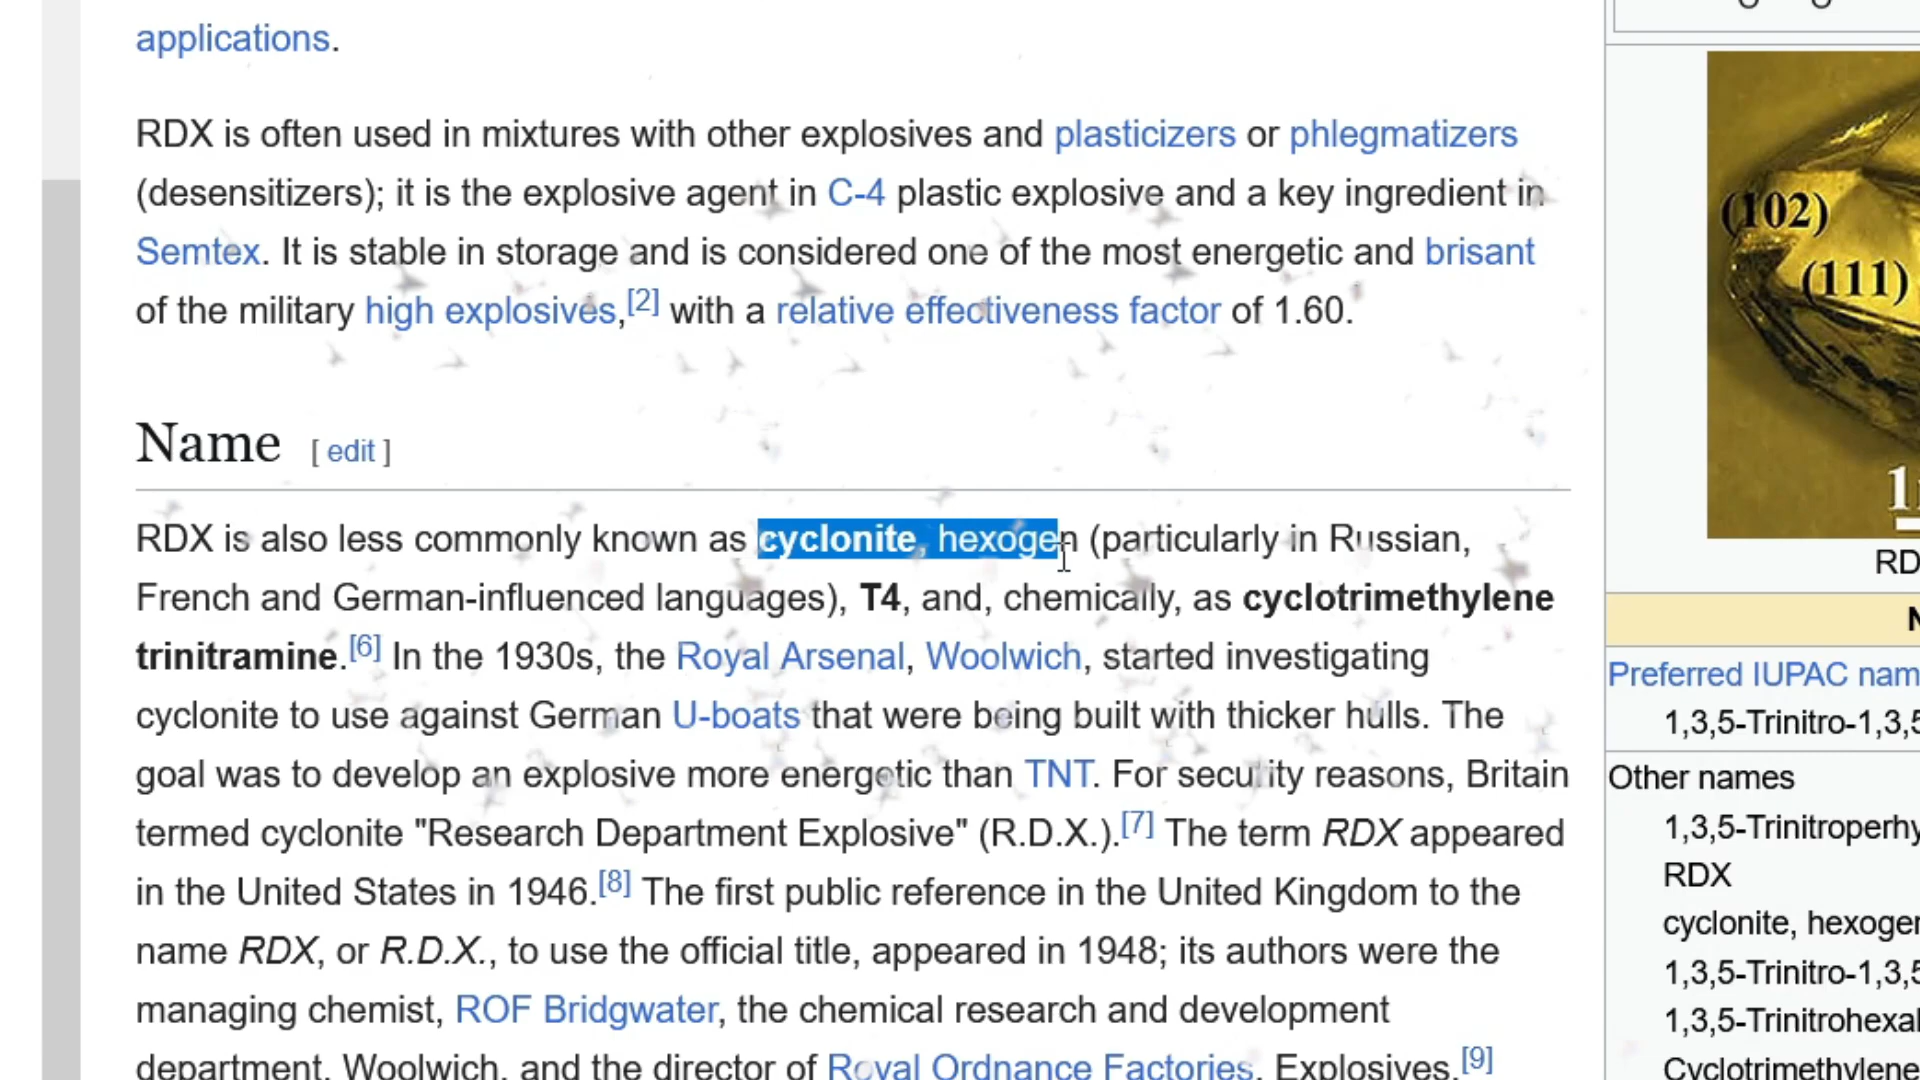 applications.
RDX is often used in mixtures with other explosives and plasticizers or phlegmatizers
(desensitizers); it is the explosive agent in C-4 plastic explosive and a key ingredient in
Semtex. It is stable in storage and is considered one of the most energetic and brisant
of the military high explosives,[2] with a relative effectiveness factor of 1.60.
Name [ edit ]
RDX is also less commonly known as cyclonite, hexogen (particularly in Russian,
French and German-influenced languages), T4, and, chemically, as cyclotrimethylene
trinitramine.[6] In the 1930s, the Royal Arsenal, Woolwich, started investigating
cyclonite to use against German U-boats that were being built with thicker hulls. The
goal was to develop an explosive more energetic than TNT. For security reasons, Britain
termed cyclonite "Research Department Explosive" (R.D.X.).[7] The term RDX appeared
in the United States in 1946.[8] The first public reference in the United Kingdom to the
name RDX, or R.D.X., to use the official title, appeared in 1948; its authors were the
managing chemist, ROF Bridgwater, the chemical research and development
department, Woolwich, and the director of Royal Ordnance Factories, Explosives.[9]
(102)
(111)
RD
N
Preferred IUPAC nam
1,3,5-Trinitro-1,3,5
Other names
1,3,5-Trinitroperhy
RDX
cyclonite, hexoger
1,3,5-Trinitro-1,3,5
1,3,5-Trinitrohexal
Cyclotrimethylene